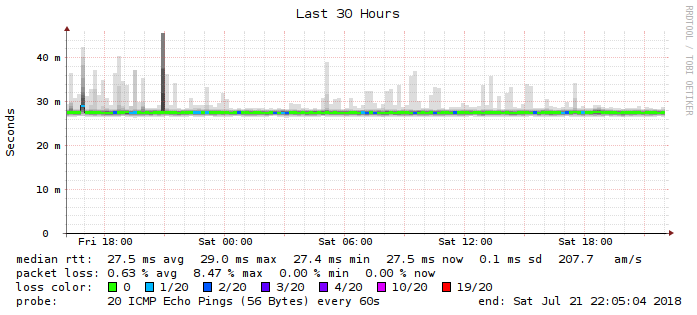 Last 30 Hours
RRDTOOL / TOBI OETIKER
Seconds
40 m
30 m
20 m
10 m
0
Fri 18:00 Sat 00:00 Sat 06:00 Sat 12:00 Sat 18:00
median rtt: 27.5 ms avg 29.0 ms max 27.4 ms min 27.5 ms now 0.1 ms sd 207.7 am/s
packet loss: 0.63 % avg 8.47 % max 0.00 % min 0.00 % now
loss color: 0 1/20 2/20 3/20 4/20 10/20 19/20
probe: 20 ICMP Echo Pings (56 Bytes) every 60s end: Sat Jul 21 22:05:04 2018